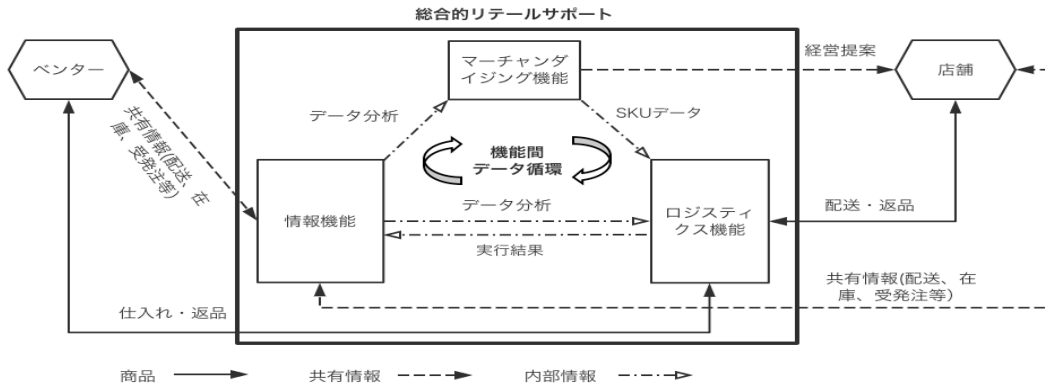 総合的リテールサポート
ベンター
マーチャンダ
イジング機能
経営提案
店舗
共有情報(配送、在
庫、受発注等)
データ分析
SKUデータ
機能間
データ循環
情報機能
データ分析
実行結果
ロジスティ
クス機能
配送・返品
共有情報(配送、在
庫、受発注等)
仕入れ・返品
商品
共有情報
内部情報